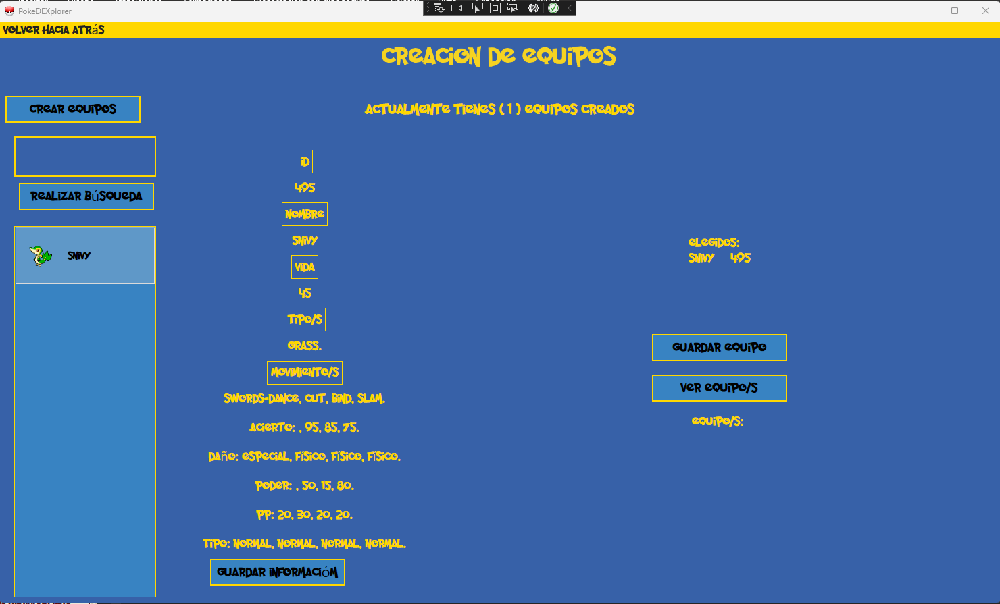 PokeDEXplorer
VOLVER HACIA ATRáS
CREACION DE EQUIPOS
CREAR EQUIPOS
ACTUALMENTE TIENES (1) EQUIPOS CREADOS
REALIZAR BúSQUEDA
SNIVY
ID
495
NOMBRE
SNIVY
VIDA
45
TIPO/S
GRASS.
MOVIMIENTO/S
SWORDS-DANCE, CUT, BIND, SLAM.
ACIERTO: , 95, 85, 75.
DAñO: ESPECIAL, FíSICO, FíSICO, FíSICO.
PODER: , 50, 15, 80.
PP: 20, 30, 20, 20.
TIPO: NORMAL, NORMAL, NORMAL, NORMAL.
GUARDAR INFORMACIóM
ELEGIDOS:
SNIVY 495
GUARDAR EQUIPO
VER EQUIPO/S
EQUIPO/S: